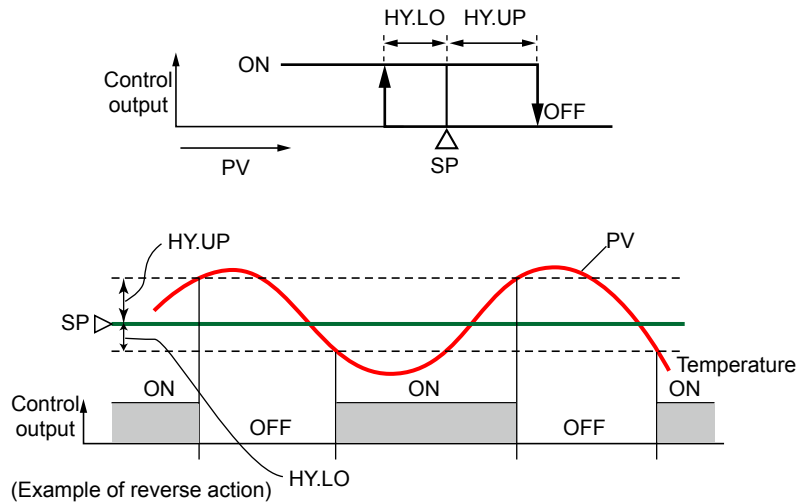 HY.LO HY.UP
ON
Control
output
OFF
PV
SP
HY.UP
PV
SP
Temperature
ON
ON
ON
Control
output
OFF
OFF
HY.LO
(Example of reverse action)